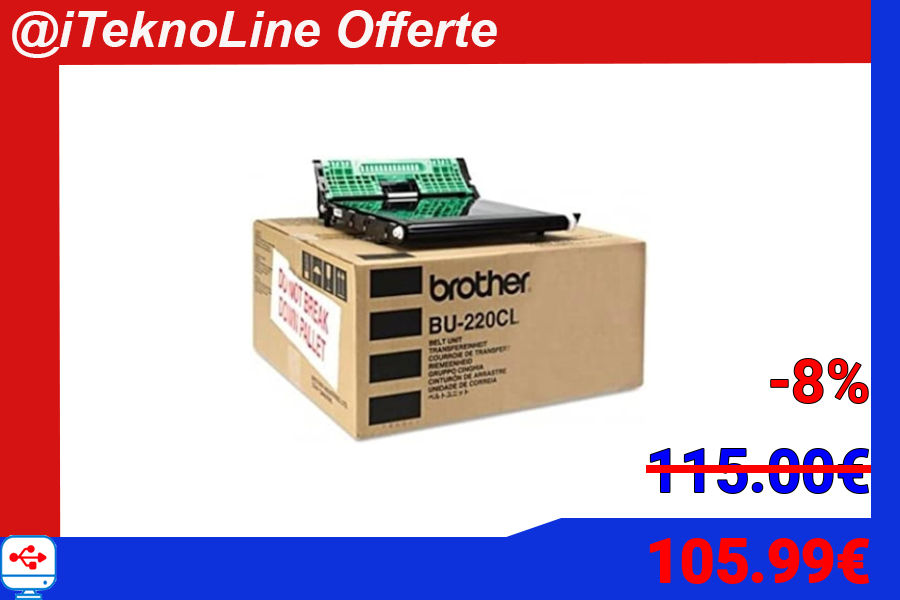 @iTeknoLine Offerte
DO NOT BREAK
DOWN PALLET
brother
BU-220CL
BELT UNIT
TRANSFEREINHEIT
COURROIE DE TRANSFERT
RIEMEENHEID
GRUPPO CINGHIA
CINTURÓN DE ARRASTRE
UNIDADE DE CORREIA
ベルトユニット
-8%
115.00€
105.99€